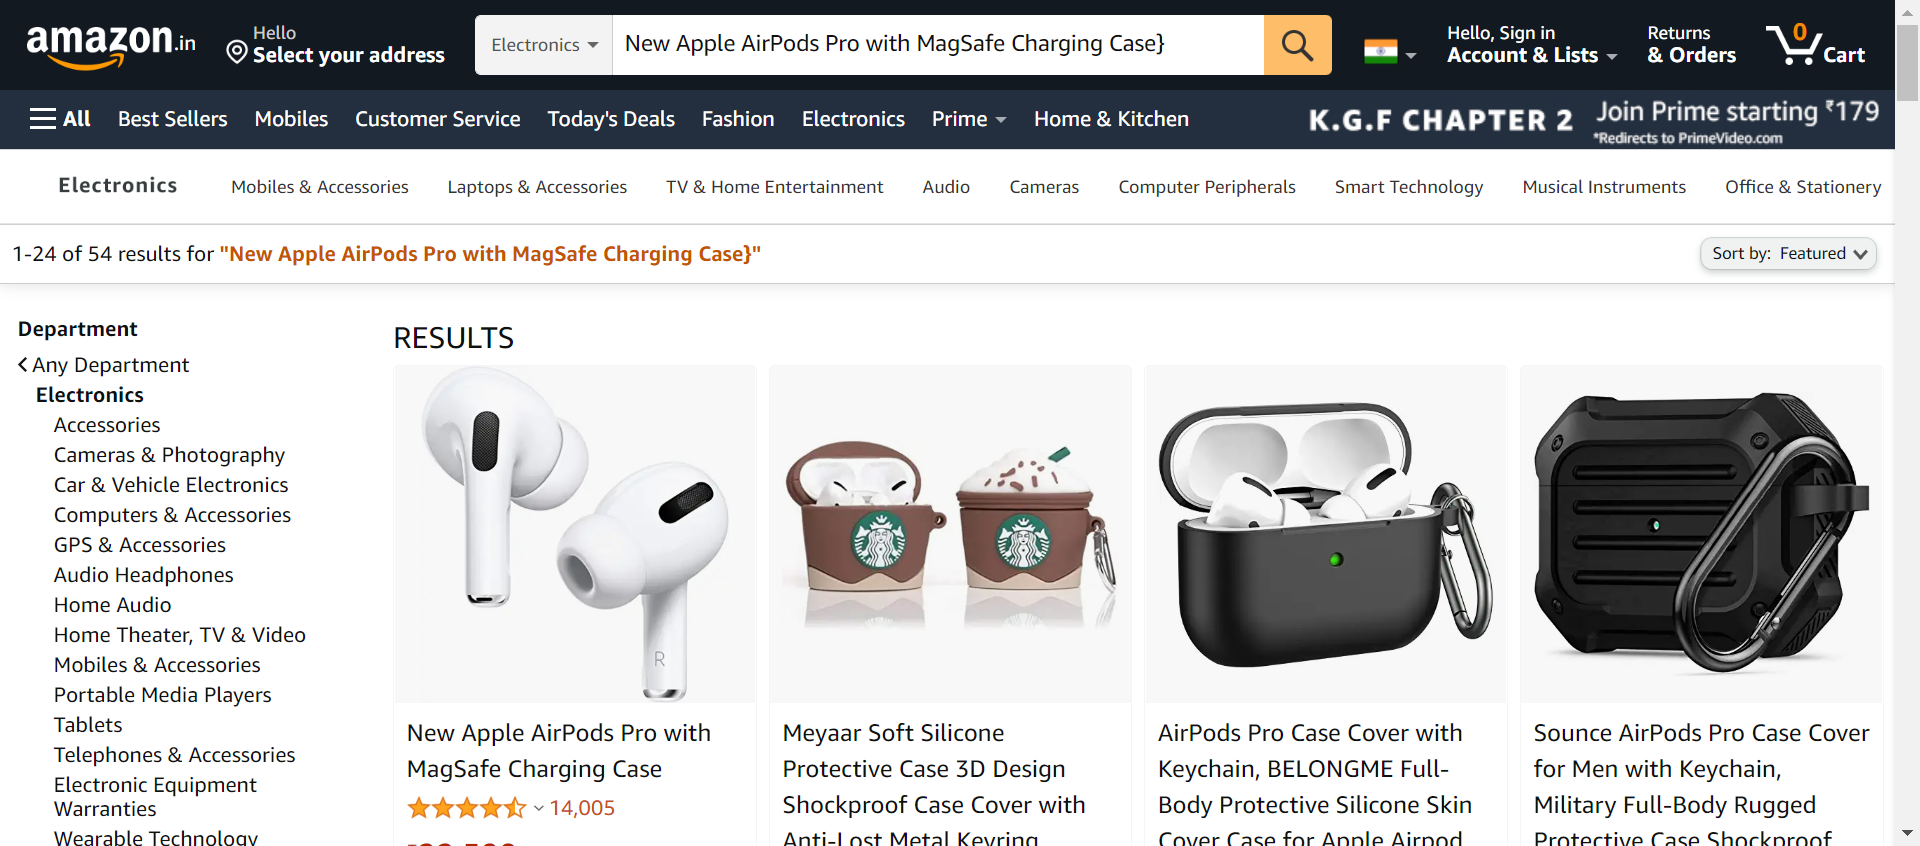 amazon.in
Hello
Select your address
Electronics
New Apple AirPods Pro with MagSafe Charging Case}
Hello, Sign in
Account & Lists
Returns
& Orders
0
Cart
All Best Sellers Mobiles Customer Service Today's Deals Fashion Electronics Prime Home & Kitchen
K.G.F CHAPTER 2
Join Prime starting ₹179
*Redirects to PrimeVideo.com
Electronics Mobiles & Accessories Laptops & Accessories TV & Home Entertainment Audio Cameras Computer Peripherals Smart Technology Musical Instruments Office & Stationery
1-24 of 54 results for "New Apple AirPods Pro with MagSafe Charging Case}"
Sort by: Featured
Department
Any Department
Electronics
Accessories
Cameras & Photography
Car & Vehicle Electronics
Computers & Accessories
GPS & Accessories
Audio Headphones
Home Audio
Home Theater, TV & Video
Mobiles & Accessories
Portable Media Players
Tablets
Telephones & Accessories
Electronic Equipment
Warranties
Wearable Technology
RESULTS
R
New Apple AirPods Pro with
MagSafe Charging Case
14,005
Meyaar Soft Silicone
Protective Case 3D Design
Shockproof Case Cover with
Anti-Lost Metal Keyring
AirPods Pro Case Cover with
Keychain, BELONGME Full-
Body Protective Silicone Skin
Cover Case for Apple Airpod
Sounce AirPods Pro Case Cover
for Men with Keychain,
Military Full-Body Rugged
Protective Case Shockproof